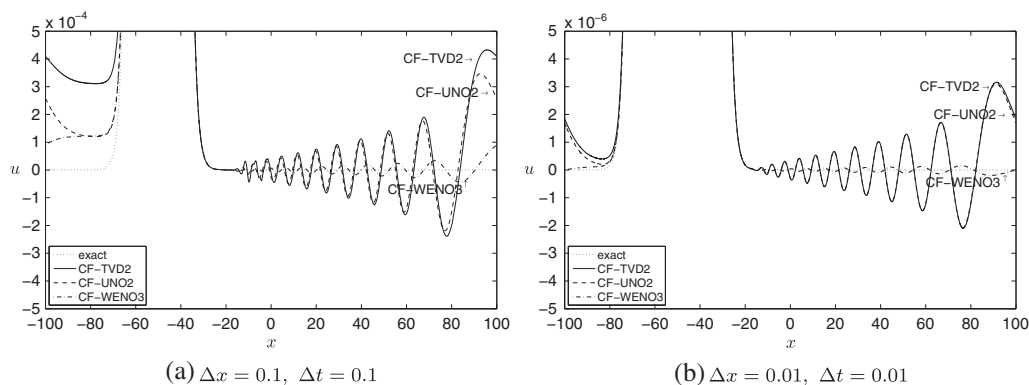 x 10⁻⁴
5
4
3
2
1
0
−1
−2
−3
−4
−5
u
CF−TVD2→
CF−UNO2→
CF−WENO3↑
exact
CF−TVD2
CF−UNO2
CF−WENO3
−100 −80 −60 −40 −20 0 20 40 60 80 100
x
(a) Δx = 0.1, Δt = 0.1
x 10⁻⁶
5
4
3
2
1
0
−1
−2
−3
−4
−5
u
CF−TVD2→
CF−UNO2→
CF−WENO3↑
exact
CF−TVD2
CF−UNO2
CF−WENO3
−100 −80 −60 −40 −20 0 20 40 60 80 100
x
(b) Δx = 0.01, Δt = 0.01